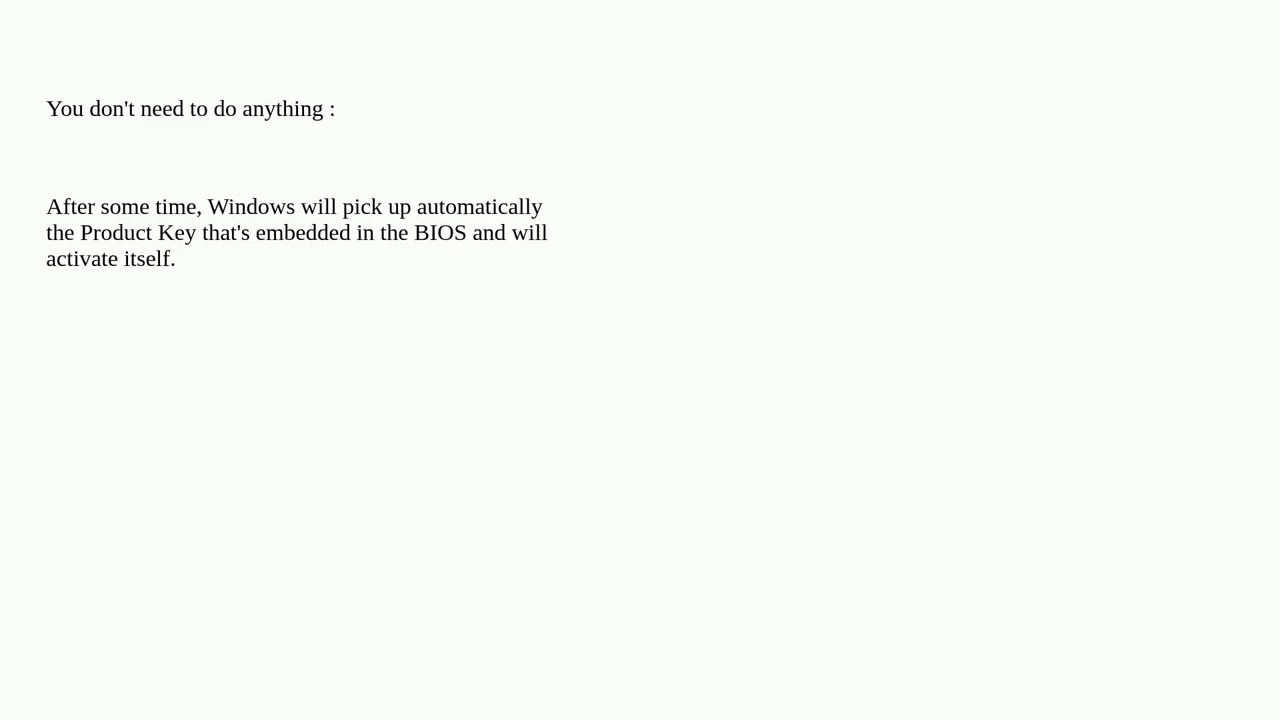 You don't need to do anything :
After some time, Windows will pick up automatically
the Product Key that's embedded in the BIOS and will
activate itself.